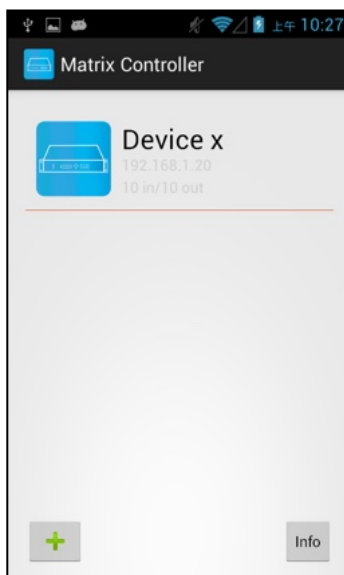 上午 10:27
Matrix Controller
Device x
192.168.1.20
10 in/10 out
Info